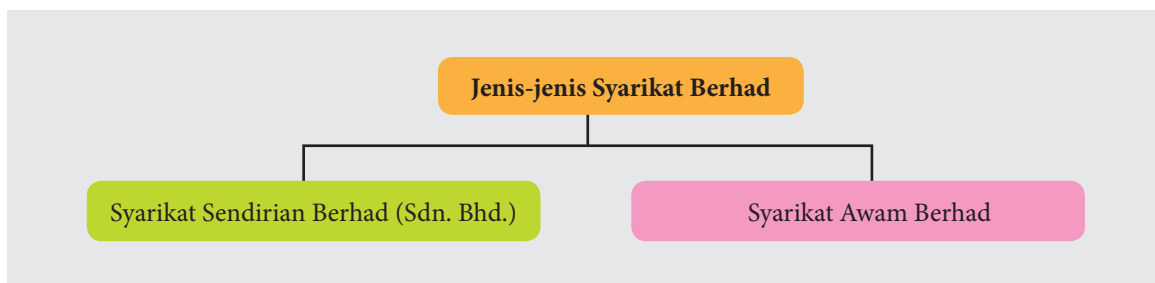 Jenis-jenis Syarikat Berhad
Syarikat Sendirian Berhad (Sdn. Bhd.)
Syarikat Awam Berhad